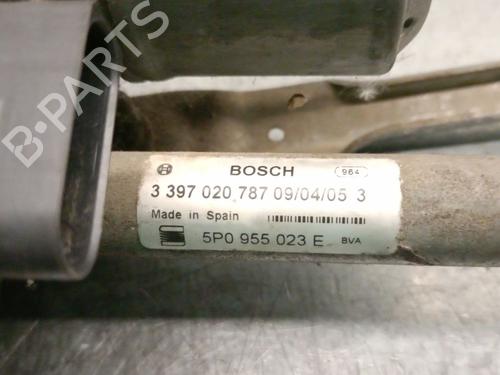 B-PARTS
BOSCH 964
3 397 020 787 09/04/05 3
Made in Spain
5P0 955 023 E BVA